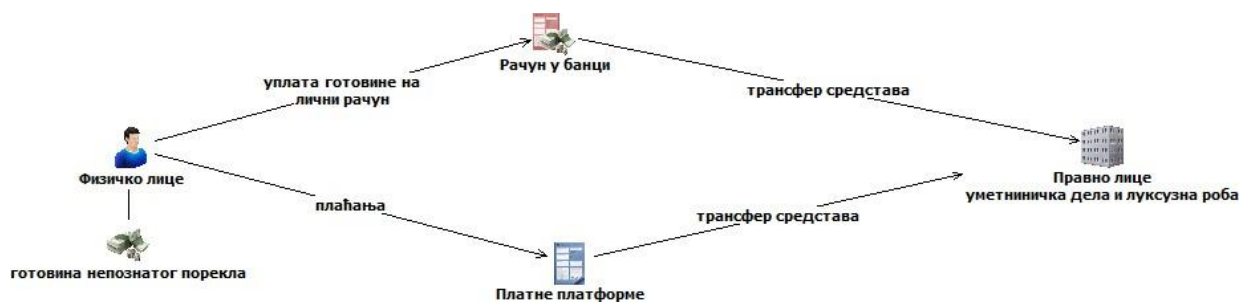 Рачун у банци
уплата готовине на
лични рачун
трансфер средстава
Физичко лице
Правно лице
уметниничка дела и луксузна роба
плаћања
трансфер средстава
готовина непознатог порекла
Платне платформе